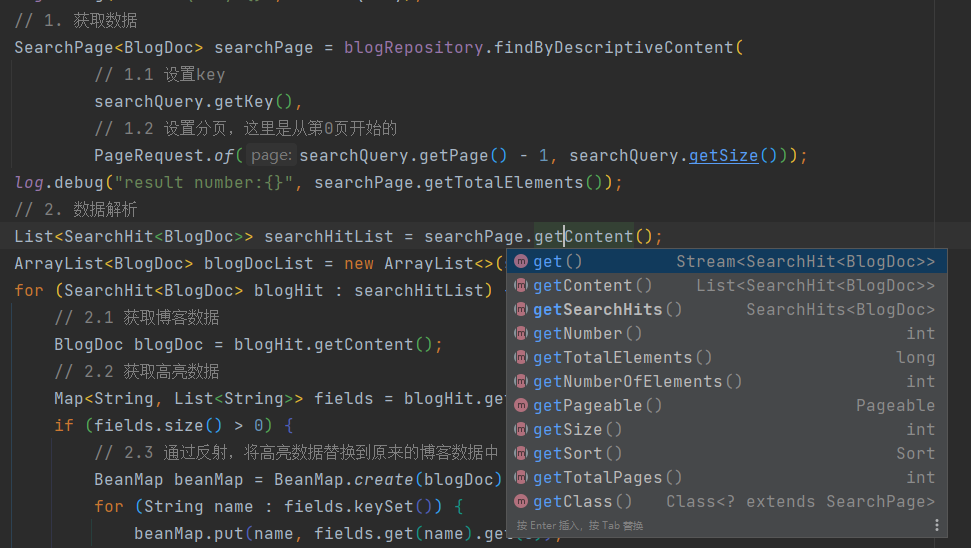 // 1. 获取数据
SearchPage<BlogDoc> searchPage = blogRepository.findByDescriptiveContent(
// 1.1 设置key
searchQuery.getKey(),
// 1.2 设置分页，这里是从第0页开始的
PageRequest.of( page: searchQuery.getPage() - 1, searchQuery.getSize()));
log.debug("result number:{}", searchPage.getTotalElements());
// 2. 数据解析
List<SearchHit<BlogDoc>> searchHitList = searchPage.getContent();
ArrayList<BlogDoc> blogDocList = new ArrayList<>(
get() Stream<SearchHit<BlogDoc>>
for (SearchHit<BlogDoc> blogHit : searchHitList)
getContent() List<SearchHit<BlogDoc>>
// 2.1 获取博客数据
getSearchHits() SearchHits<BlogDoc>
BlogDoc blogDoc = blogHit.getContent();
getNumber() int
// 2.2 获取高亮数据
getTotalElements() long
getNumberOfElements() int
Map<String, List<String>> fields = blogHit.ge
getPageable() Pageable
if (fields.size() > 0) {
getSize() int
// 2.3 通过反射，将高亮数据替换到原来的博客数据中
getSort() Sort
BeanMap beanMap = BeanMap.create(blogDoc)
getTotalPages() int
for (String name : fields.keySet()) {
getClass() Class<? extends SearchPage>
按 Enter 插入，按 Tab 替换
beanMap.put(name, fields.get(name).ge